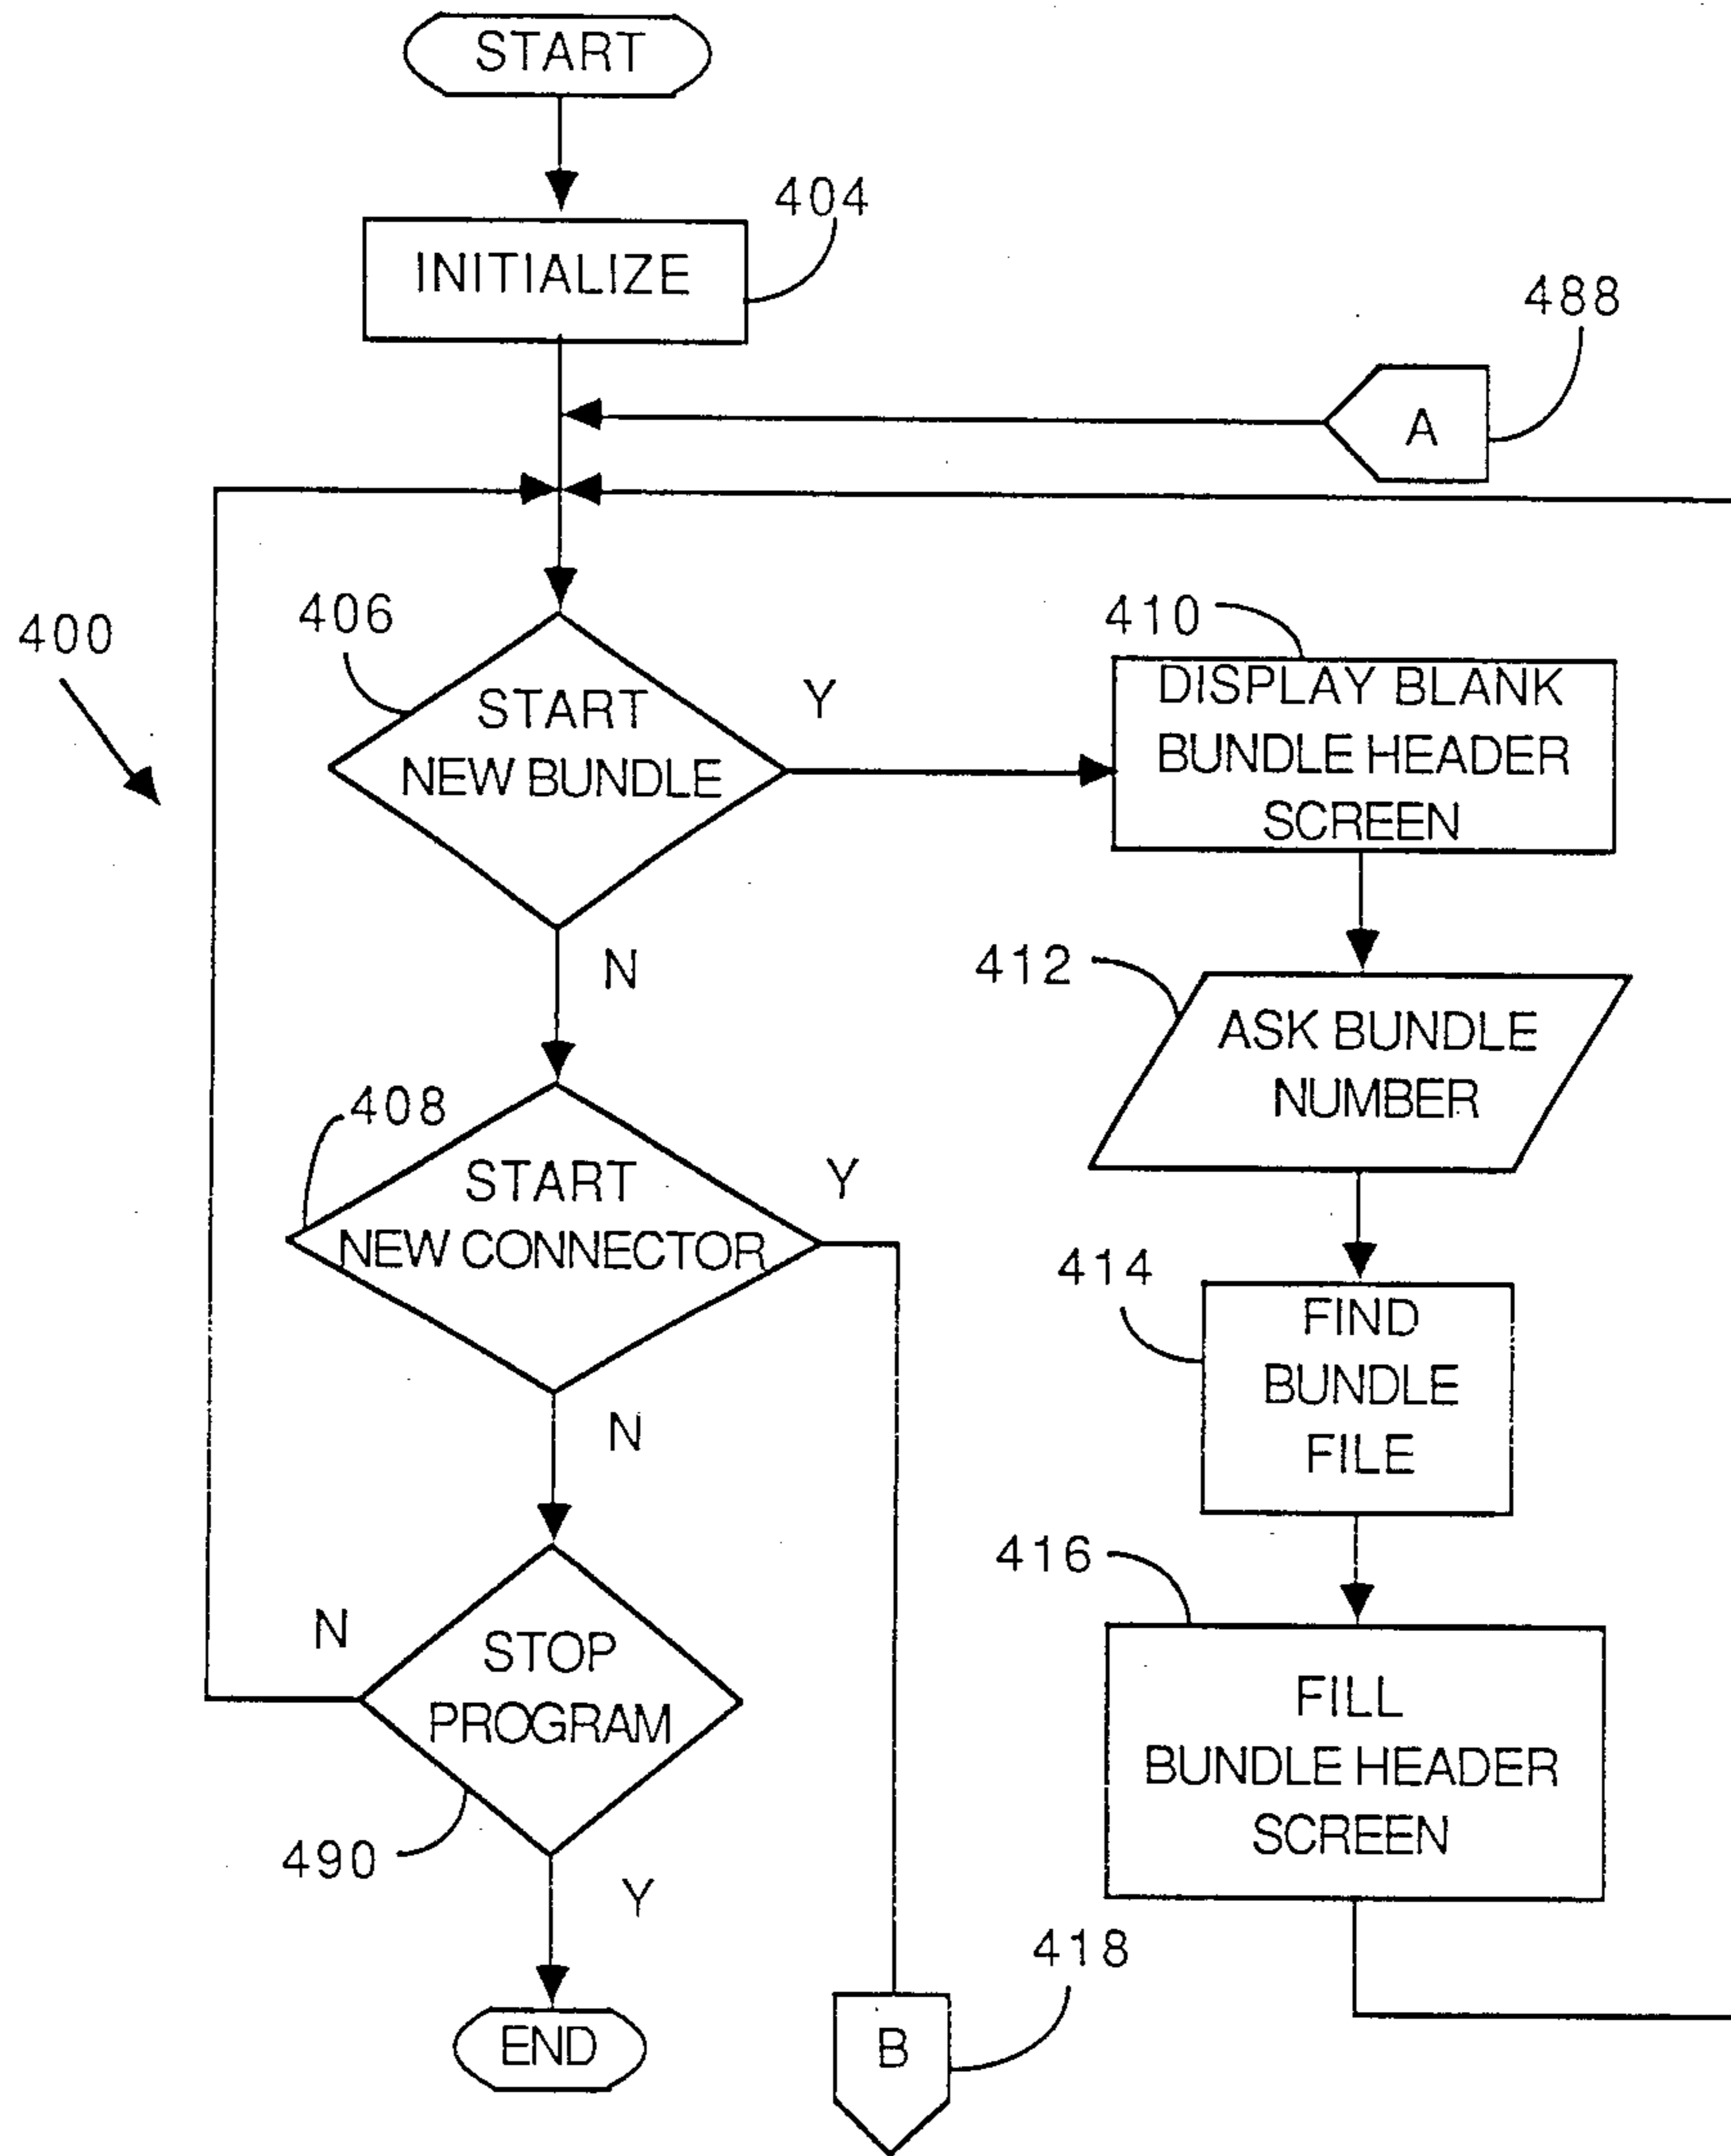 START
404
INITIALIZE
488
A
400
406
START
NEW BUNDLE
Y
N
410
DISPLAY BLANK
BUNDLE HEADER
SCREEN
412
ASK BUNDLE
NUMBER
408
START
NEW CONNECTOR
Y
N
414
FIND
BUNDLE
FILE
416
FILL
BUNDLE HEADER
SCREEN
N
STOP
PROGRAM
490
Y
END
418
B